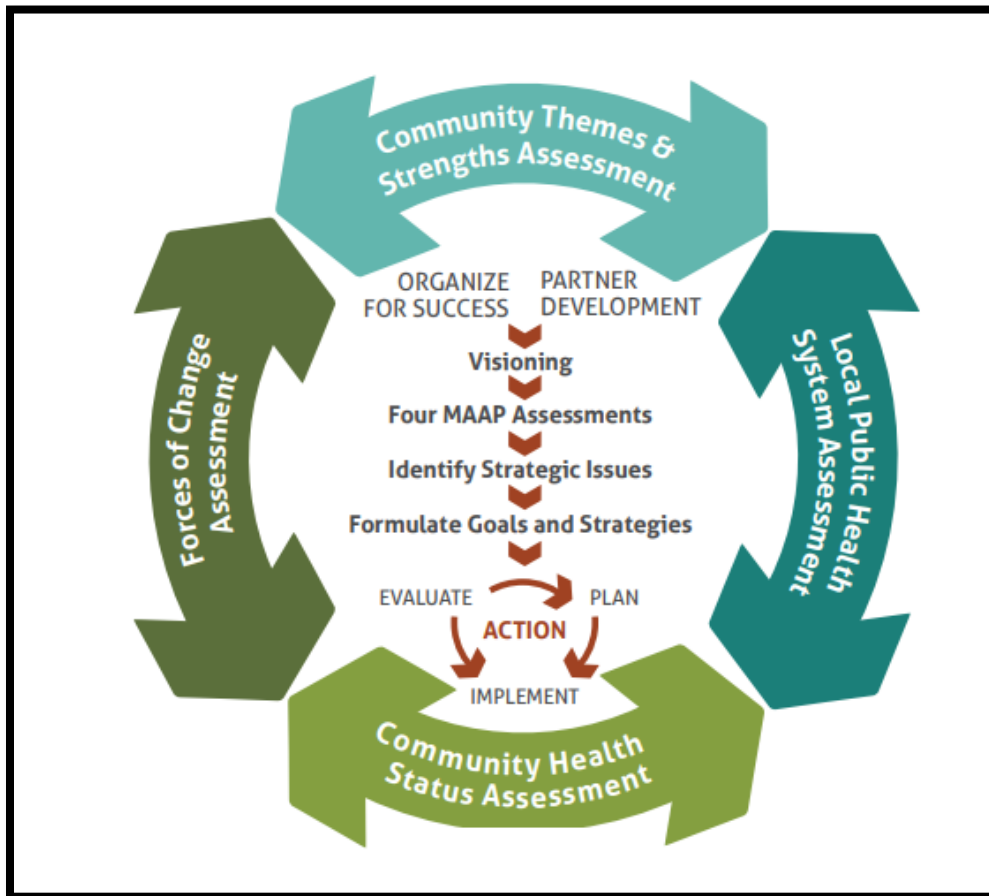 Community Themes &
Strengths Assessment
ORGANIZE
FOR SUCCESS
PARTNER
DEVELOPMENT
Visioning
Four MAAP Assessments
Identify Strategic Issues
Formulate Goals and Strategies
EVALUATE
PLAN
ACTION
IMPLEMENT
Forces of Change
Assessment
Local Public Health
System Assessment
Community Health
Status Assessment